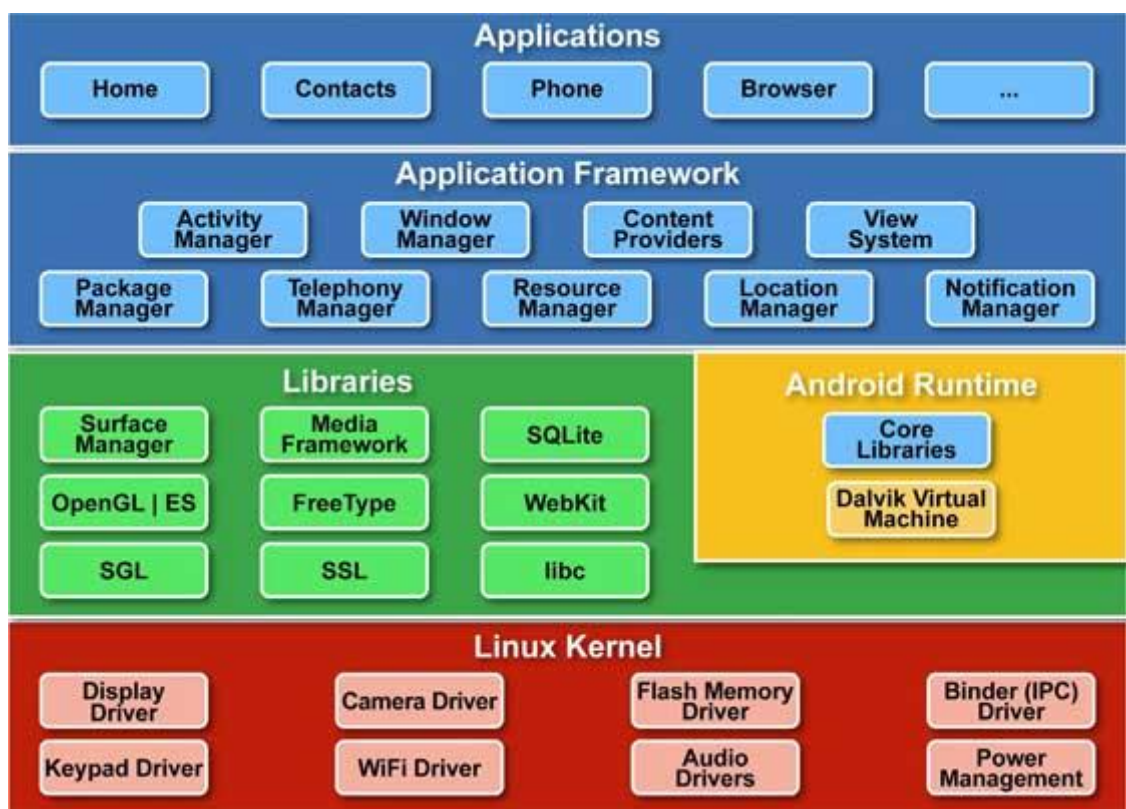 Applications
Home
Contacts
Phone
Browser
...
Application Framework
Activity
Manager
Window
Manager
Content
Providers
View
System
Package
Manager
Telephony
Manager
Resource
Manager
Location
Manager
Notification
Manager
Libraries
Surface
Manager
Media
Framework
SQLite
OpenGL | ES
FreeType
WebKit
SGL
SSL
libc
Android Runtime
Core
Libraries
Dalvik Virtual
Machine
Linux Kernel
Display
Driver
Camera Driver
Flash Memory
Driver
Binder (IPC)
Driver
Keypad Driver
WiFi Driver
Audio
Drivers
Power
Management